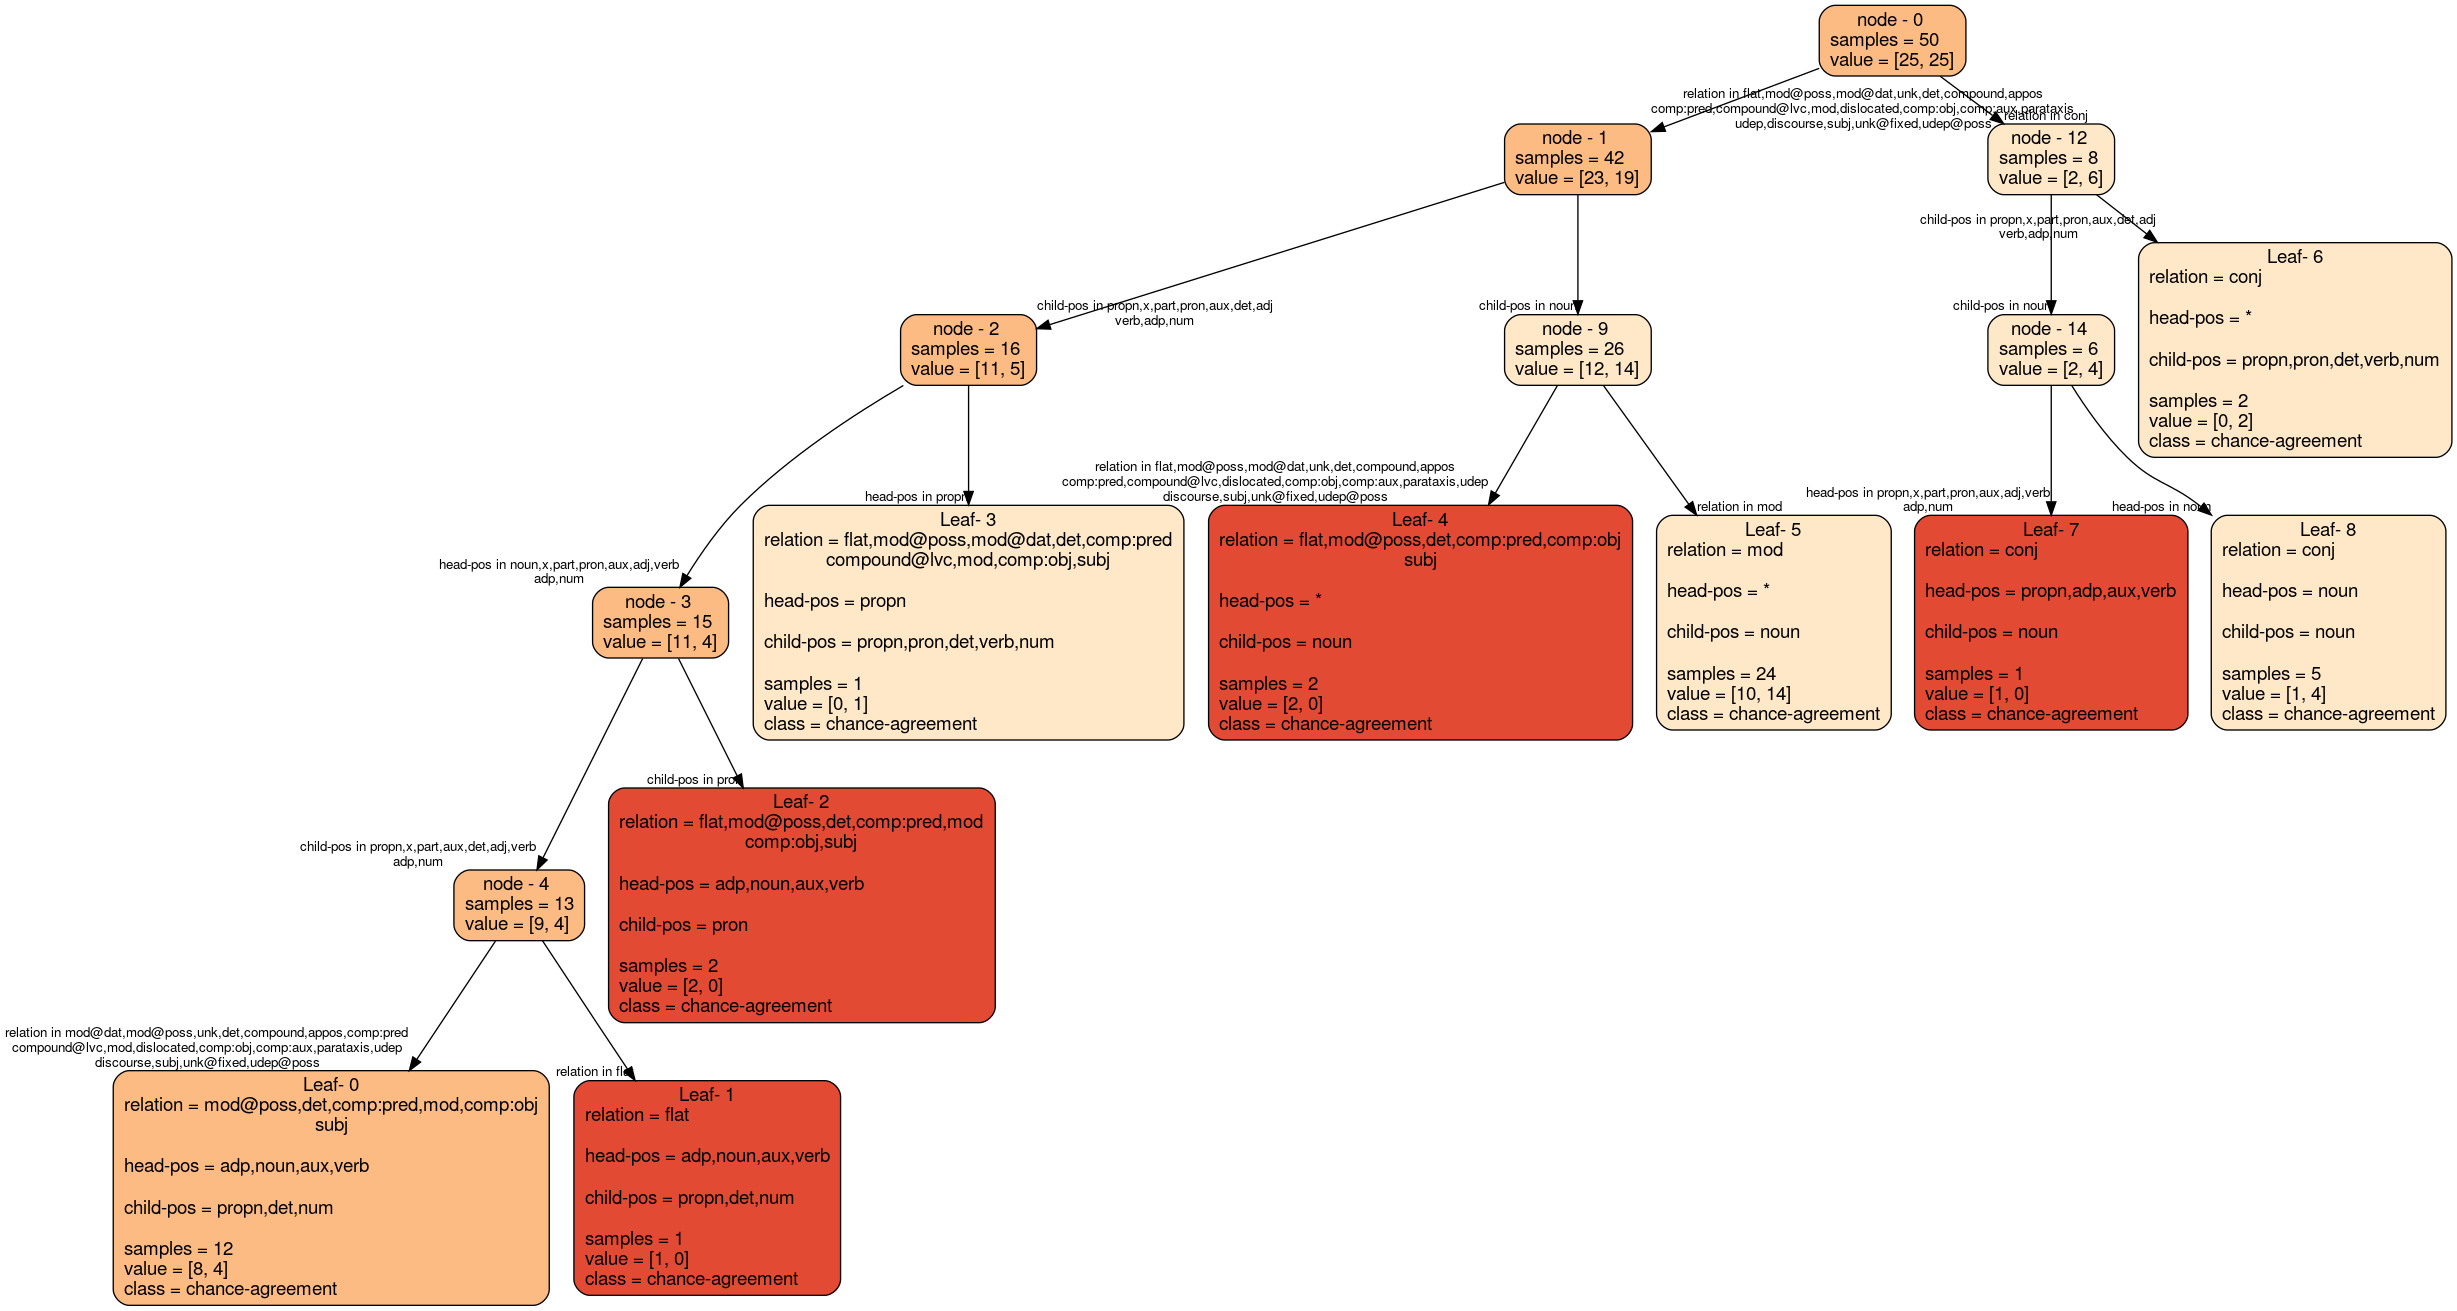 node - 0
samples = 50
value = [25, 25]
relation in flat,mod@poss,mod@dat,unk,det,compound,appos
comp:pred,compound@lvc,mod,dislocated,comp:obj,comp:aux,parataxis
udep,discourse,subj,unk@fixed,udep@poss
relation in conj
node - 1
samples = 42
value = [23, 19]
node - 12
samples = 8
value = [2, 6]
child-pos in propn,x,part,pron,aux,det,adj
verb,adp,num
child-pos in noun
child-pos in propn,x,part,pron,aux,det,adj
verb,adp,num
child-pos in noun
Leaf- 6
relation = conj
head-pos = *
child-pos = propn,pron,det,verb,num
samples = 2
value = [0, 2]
class = chance-agreement
node - 2
samples = 16
value = [11, 5]
node - 9
samples = 26
value = [12, 14]
node - 14
samples = 6
value = [2, 4]
head-pos in noun,x,part,pron,aux,adj,verb
adp,num
head-pos in propn
relation in flat,mod@poss,mod@dat,unk,det,compound,appos
comp:pred,compound@lvc,dislocated,comp:obj,comp:aux,parataxis,udep
discourse,subj,unk@fixed,udep@poss
relation in mod
head-pos in propn,x,part,pron,aux,adj,verb
adp,num
head-pos in noun
node - 3
samples = 15
value = [11, 4]
Leaf- 3
relation = flat,mod@poss,mod@dat,det,comp:pred
compound@lvc,mod,comp:obj,subj
head-pos = propn
child-pos = propn,pron,det,verb,num
samples = 1
value = [0, 1]
class = chance-agreement
Leaf- 4
relation = flat,mod@poss,det,comp:pred,comp:obj
subj
head-pos = *
child-pos = noun
samples = 2
value = [2, 0]
class = chance-agreement
Leaf- 5
relation = mod
head-pos = *
child-pos = noun
samples = 24
value = [10, 14]
class = chance-agreement
Leaf- 7
relation = conj
head-pos = propn,adp,aux,verb
child-pos = noun
samples = 1
value = [1, 0]
class = chance-agreement
Leaf- 8
relation = conj
head-pos = noun
child-pos = noun
samples = 5
value = [1, 4]
class = chance-agreement
child-pos in propn,x,part,aux,det,adj,verb
adp,num
child-pos in pron
node - 4
samples = 13
value = [9, 4]
Leaf- 2
relation = flat,mod@poss,det,comp:pred,mod
comp:obj,subj
head-pos = adp,noun,aux,verb
child-pos = pron
samples = 2
value = [2, 0]
class = chance-agreement
relation in mod@dat,mod@poss,unk,det,compound,appos,comp:pred
compound@lvc,mod,dislocated,comp:obj,comp:aux,parataxis,udep
discourse,subj,unk@fixed,udep@poss
relation in flat
Leaf- 0
relation = mod@poss,det,comp:pred,mod,comp:obj
subj
head-pos = adp,noun,aux,verb
child-pos = propn,det,num
samples = 12
value = [8, 4]
class = chance-agreement
Leaf- 1
relation = flat
head-pos = adp,noun,aux,verb
child-pos = propn,det,num
samples = 1
value = [1, 0]
class = chance-agreement